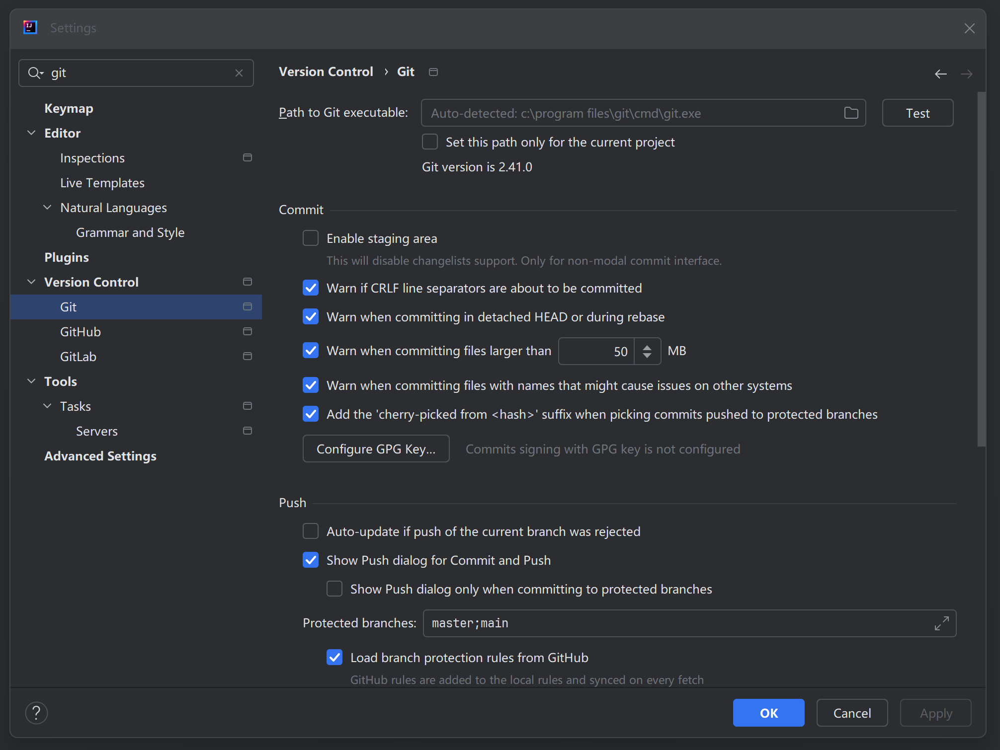 Settings
git
Keymap
Editor
Inspections
Live Templates
Natural Languages
Grammar and Style
Plugins
Version Control
Git
GitHub
GitLab
Tools
Tasks
Servers
Advanced Settings
Version Control › Git
Path to Git executable: Auto-detected: c:\program files\git\cmd\git.exe Test
Set this path only for the current project
Git version is 2.41.0
Commit
Enable staging area
This will disable changelists support. Only for non-modal commit interface.
Warn if CRLF line separators are about to be committed
Warn when committing in detached HEAD or during rebase
Warn when committing files larger than 50 MB
Warn when committing files with names that might cause issues on other systems
Add the 'cherry-picked from <hash>' suffix when picking commits pushed to protected branches
Configure GPG Key... Commits signing with GPG key is not configured
Push
Auto-update if push of the current branch was rejected
Show Push dialog for Commit and Push
Show Push dialog only when committing to protected branches
Protected branches: master;main
Load branch protection rules from GitHub
GitHub rules are added to the local rules and synced on every fetch
? OK Cancel Apply